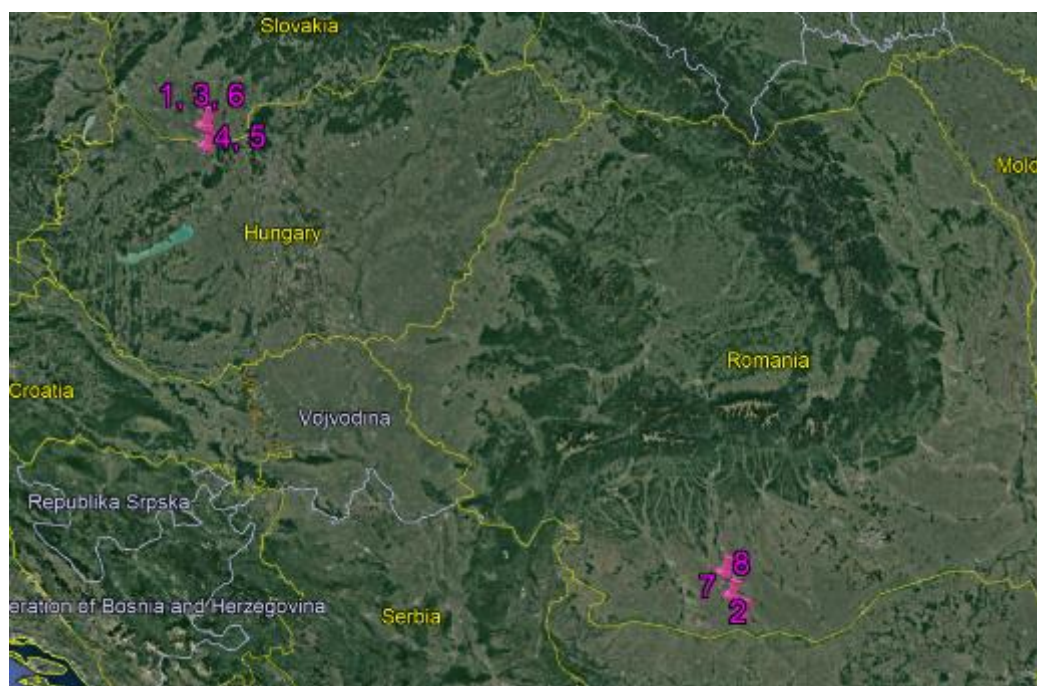 Slovakia
1, 3, 6
4, 5
Moldo
Hungary
Romania
Croatia
Vojvodina
Republika Srpska
8
7
2
eration of Bosnia and Herzegovina
Serbia